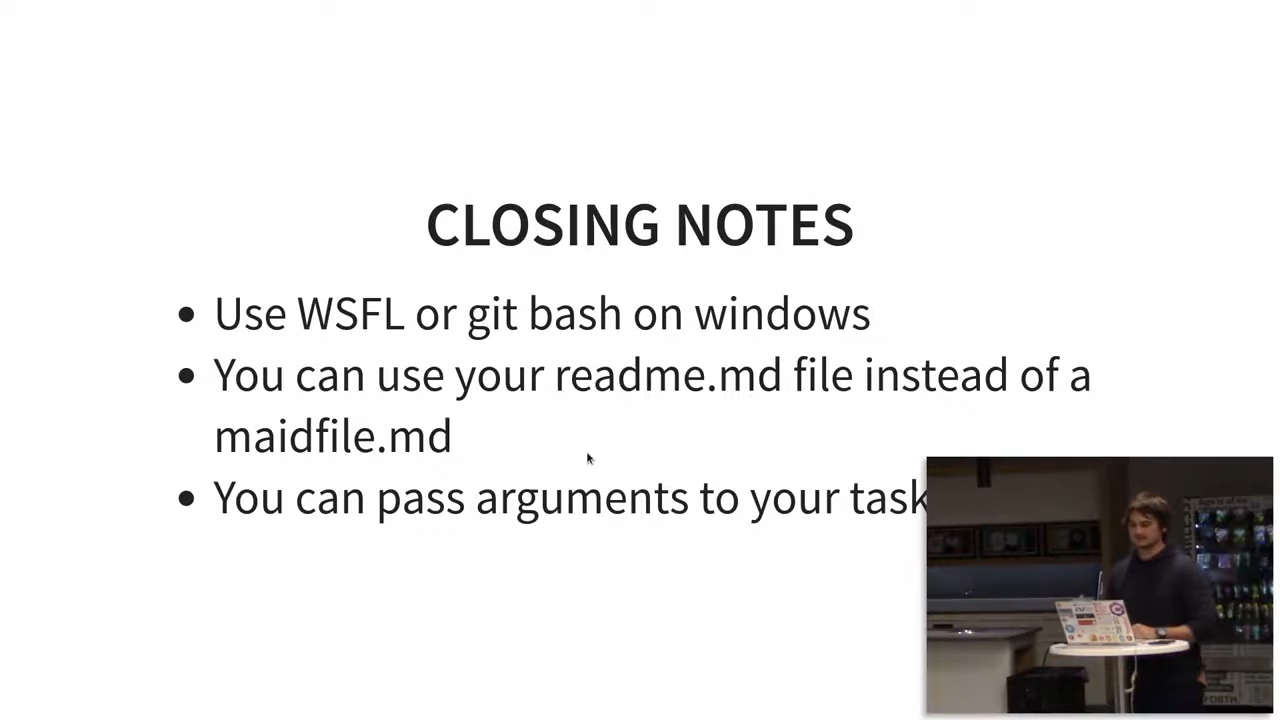 CLOSING NOTES
• Use WSFL or git bash on windows
• You can use your readme.md file instead of a
maidfile.md
• You can pass arguments to your task